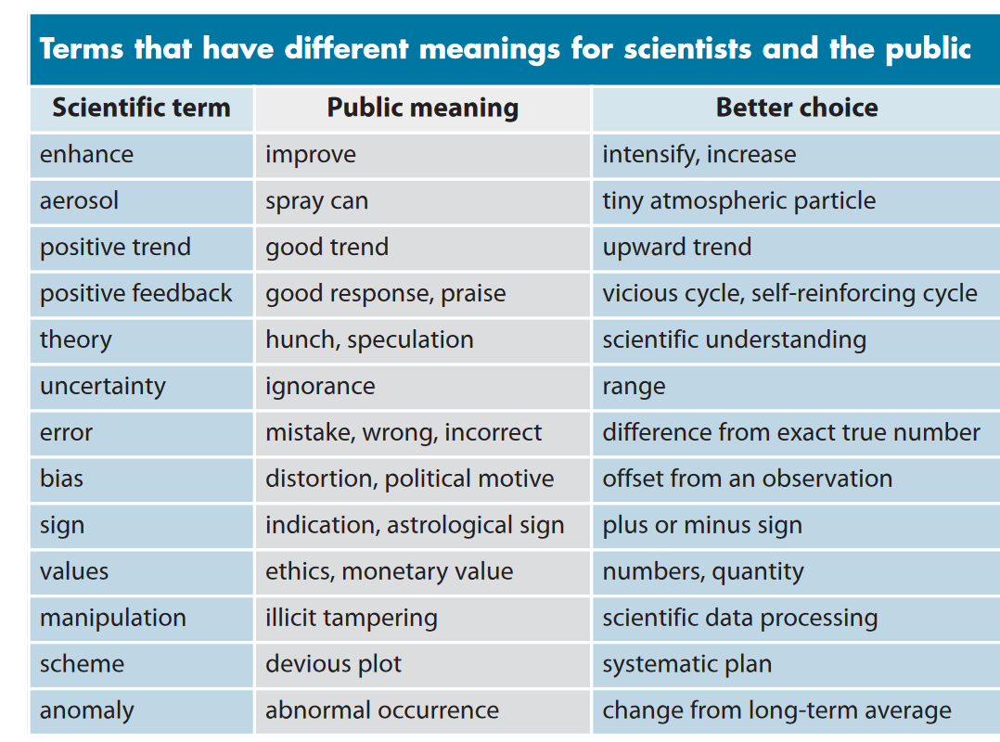 Terms that have different meanings for scientists and the public
Scientific term Public meaning Better choice
enhance improve intensify, increase
aerosol spray can tiny atmospheric particle
positive trend good trend upward trend
positive feedback good response, praise vicious cycle, self-reinforcing cycle
theory hunch, speculation scientific understanding
uncertainty ignorance range
error mistake, wrong, incorrect difference from exact true number
bias distortion, political motive offset from an observation
sign indication, astrological sign plus or minus sign
values ethics, monetary value numbers, quantity
manipulation illicit tampering scientific data processing
scheme devious plot systematic plan
anomaly abnormal occurrence change from long-term average